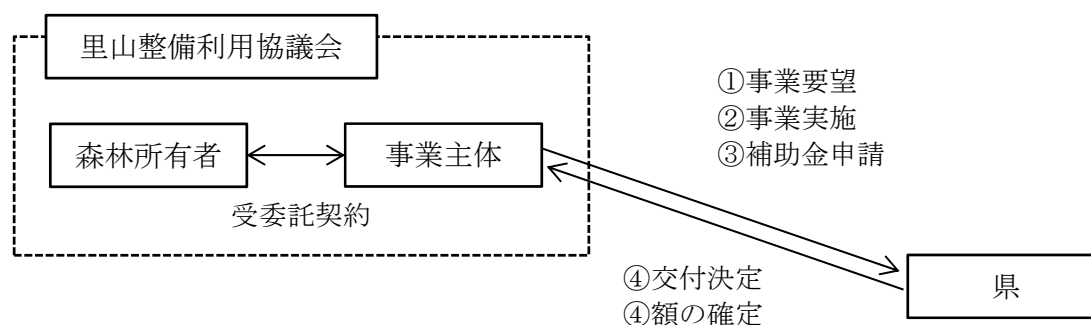 里山整備利用協議会
①事業要望
②事業実施
③補助金申請
森林所有者
事業主体
受委託契約
④交付決定
④額の確定
県